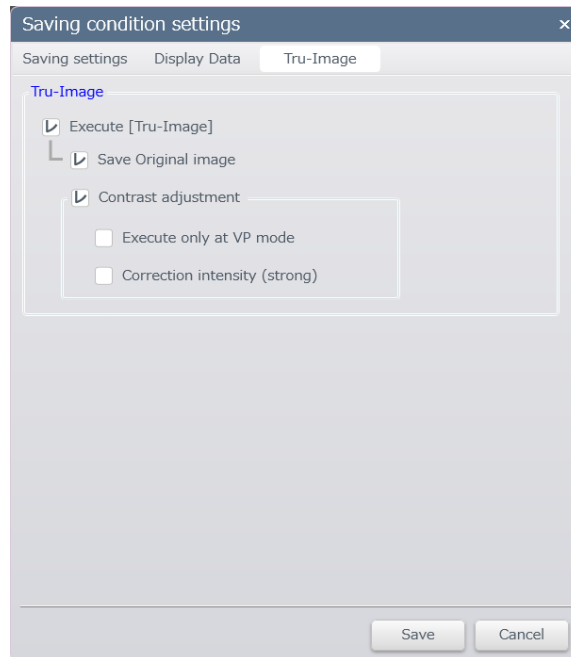 Saving condition settings ×
Saving settings Display Data Tru-Image
Tru-Image
Execute [Tru-Image]
Save Original image
Contrast adjustment
Execute only at VP mode
Correction intensity (strong)
Save Cancel